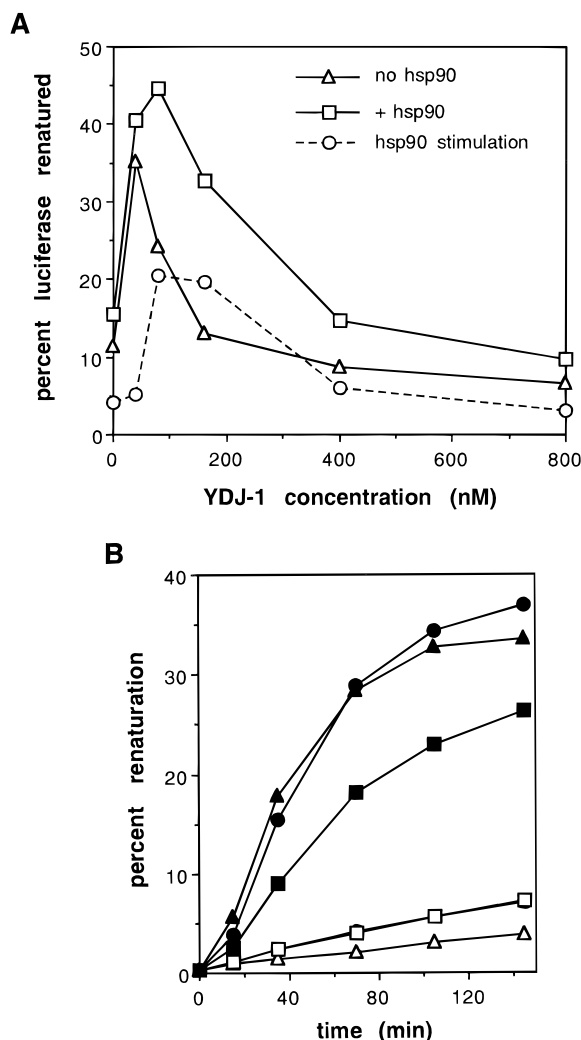 A
50
40
30
20
10
0
percent luciferase renatured
no hsp90
+ hsp90
hsp90 stimulation
0
200
400
600
800
YDJ-1 concentration (nM)
B
40
30
20
10
0
percent renaturation
0
40
80
120
time (min)